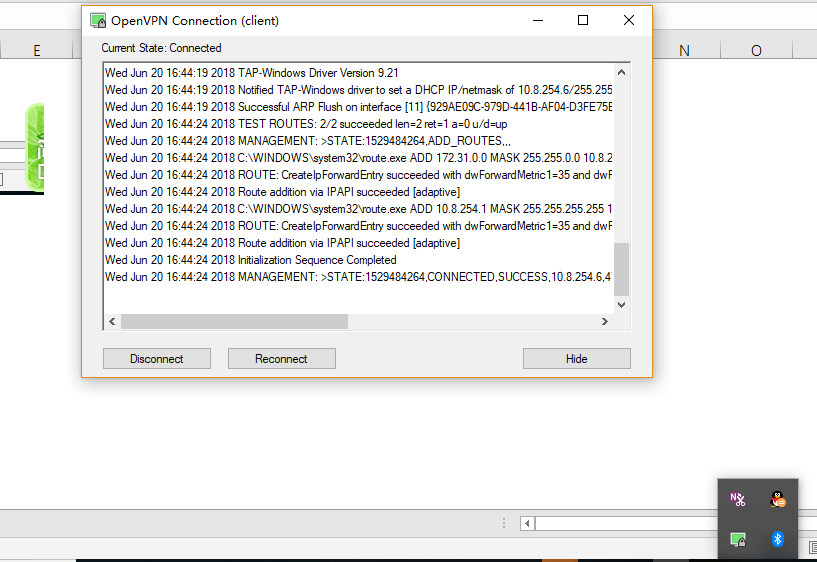 OpenVPN Connection (client)
Current State: Connected
E
N
O
Wed Jun 20 16:44:19 2018 TAP-Windows Driver Version 9.21
Wed Jun 20 16:44:19 2018 Notified TAP-Windows driver to set a DHCP IP/netmask of 10.8.254.6/255.255
Wed Jun 20 16:44:19 2018 Successful ARP Flush on interface [11] {929AE09C-979D-441B-AF04-D3FE75E
Wed Jun 20 16:44:24 2018 TEST ROUTES: 2/2 succeeded len=2 ret=1 a=0 u/d=up
Wed Jun 20 16:44:24 2018 MANAGEMENT: >STATE:1529484264,ADD_ROUTES,,,
Wed Jun 20 16:44:24 2018 C:\WINDOWS\system32\route.exe ADD 172.31.0.0 MASK 255.255.0.0 10.8.2
Wed Jun 20 16:44:24 2018 ROUTE: CreateIpForwardEntry succeeded with dwForwardMetric1=35 and dwF
Wed Jun 20 16:44:24 2018 Route addition via IPAPI succeeded [adaptive]
Wed Jun 20 16:44:24 2018 C:\WINDOWS\system32\route.exe ADD 10.8.254.1 MASK 255.255.255.255 1
Wed Jun 20 16:44:24 2018 ROUTE: CreateIpForwardEntry succeeded with dwForwardMetric1=35 and dwF
Wed Jun 20 16:44:24 2018 Route addition via IPAPI succeeded [adaptive]
Wed Jun 20 16:44:24 2018 Initialization Sequence Completed
Wed Jun 20 16:44:24 2018 MANAGEMENT: >STATE:1529484264,CONNECTED,SUCCESS,10.8.254.6,4
Disconnect
Reconnect
Hide